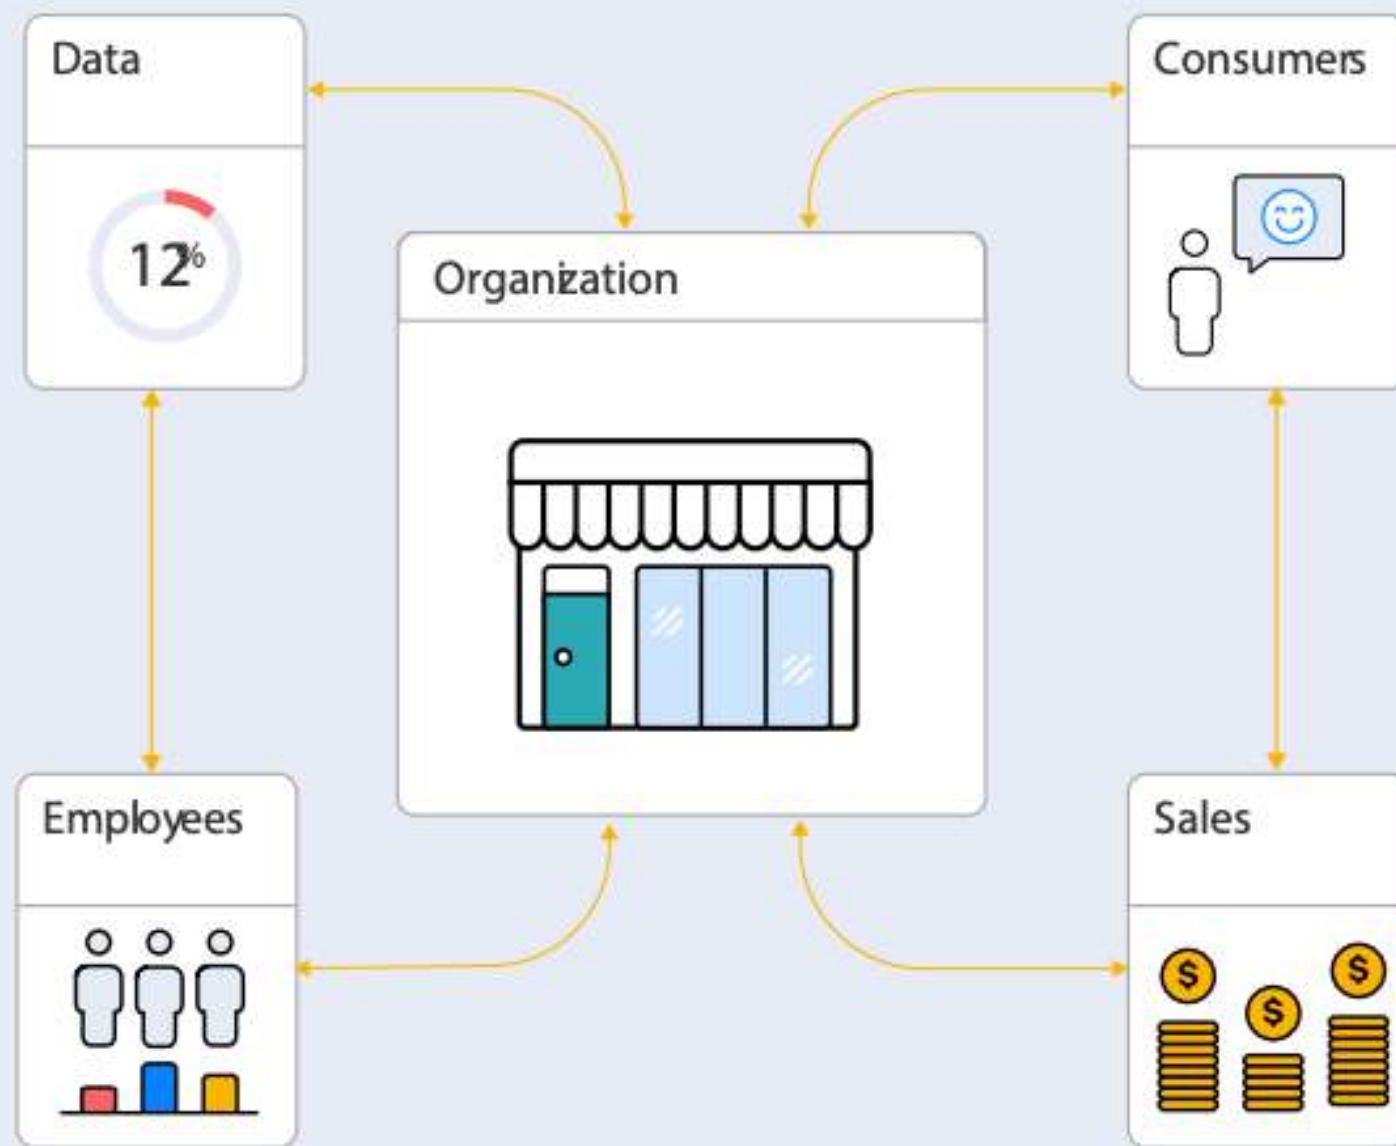 Data
Consumers
12%
Organization
Employees
Sales
$
$
$